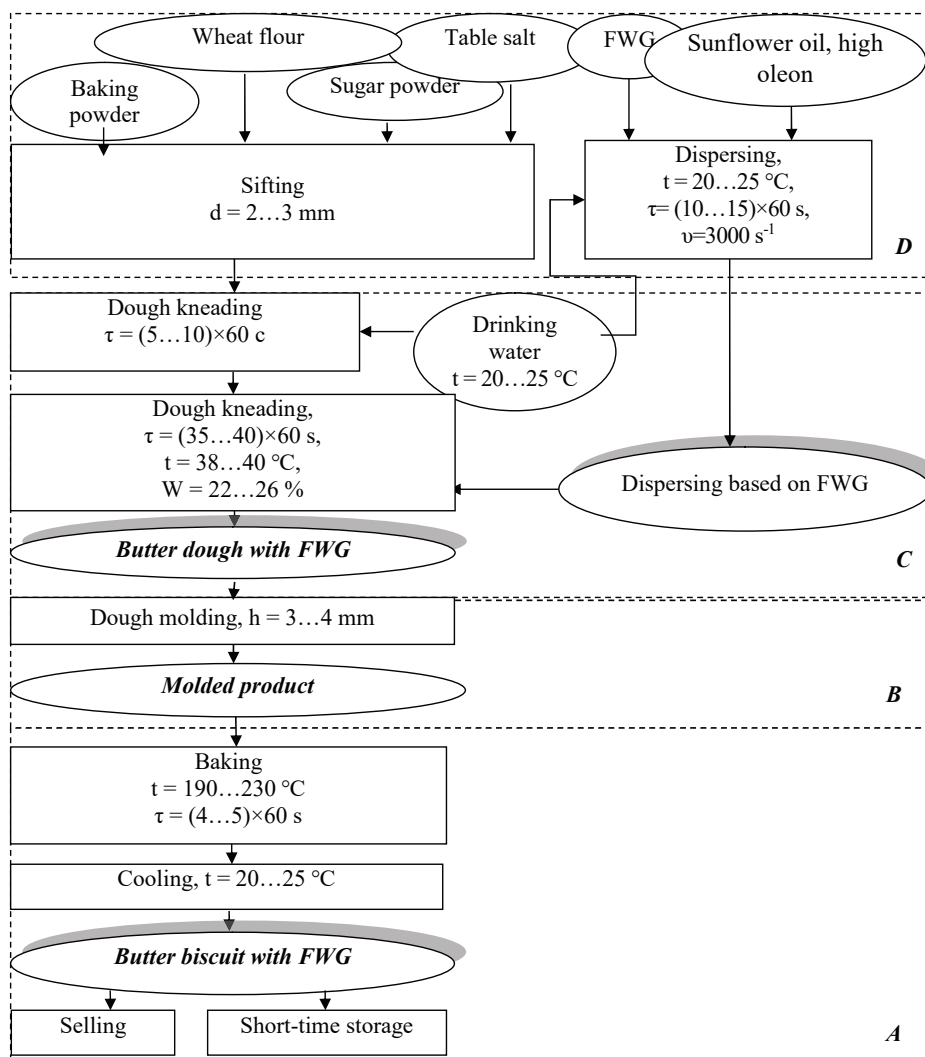 Wheat flour
Table salt
FWG
Sunflower oil, high
oleon
Baking
powder
Sugar powder
Sifting
d = 2…3 mm
Dispersing,
t = 20…25 °C,
τ= (10…15)×60 s,
υ=3000 s⁻¹
D
Dough kneading
τ = (5…10)×60 c
Drinking
water
t = 20…25 °C
Dough kneading,
τ = (35…40)×60 s,
t = 38…40 °C,
W = 22…26 %
Dispersing based on FWG
Butter dough with FWG
C
Dough molding, h = 3…4 mm
Molded product
B
Baking
t = 190…230 °C
τ = (4…5)×60 s
Cooling, t = 20…25 °C
Butter biscuit with FWG
Selling
Short-time storage
A